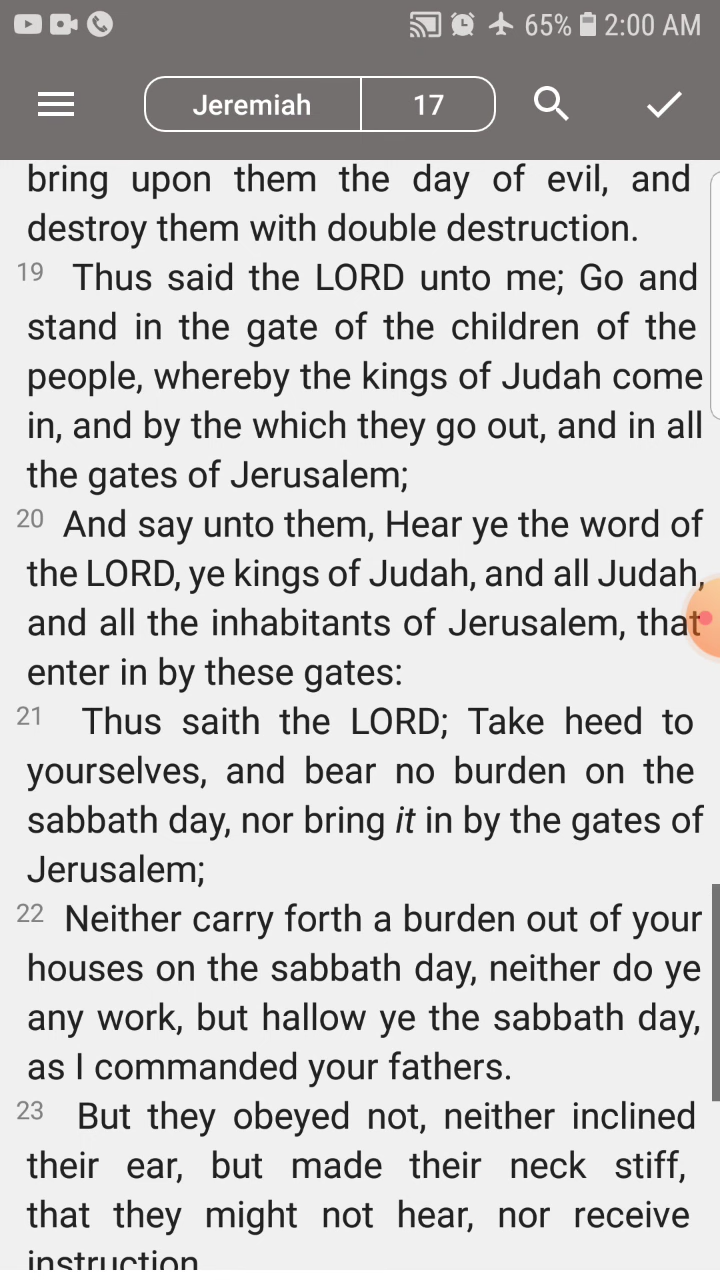 65% 2:00 AM
Jeremiah 17
bring upon them the day of evil, and
destroy them with double destruction.
19 Thus said the LORD unto me; Go and
stand in the gate of the children of the
people, whereby the kings of Judah come
in, and by the which they go out, and in all
the gates of Jerusalem;
20 And say unto them, Hear ye the word of
the LORD, ye kings of Judah, and all Judah,
and all the inhabitants of Jerusalem, that
enter in by these gates:
21 Thus saith the LORD; Take heed to
yourselves, and bear no burden on the
sabbath day, nor bring it in by the gates of
Jerusalem;
22 Neither carry forth a burden out of your
houses on the sabbath day, neither do ye
any work, but hallow ye the sabbath day,
as I commanded your fathers.
23 But they obeyed not, neither inclined
their ear, but made their neck stiff,
that they might not hear, nor receive
instruction